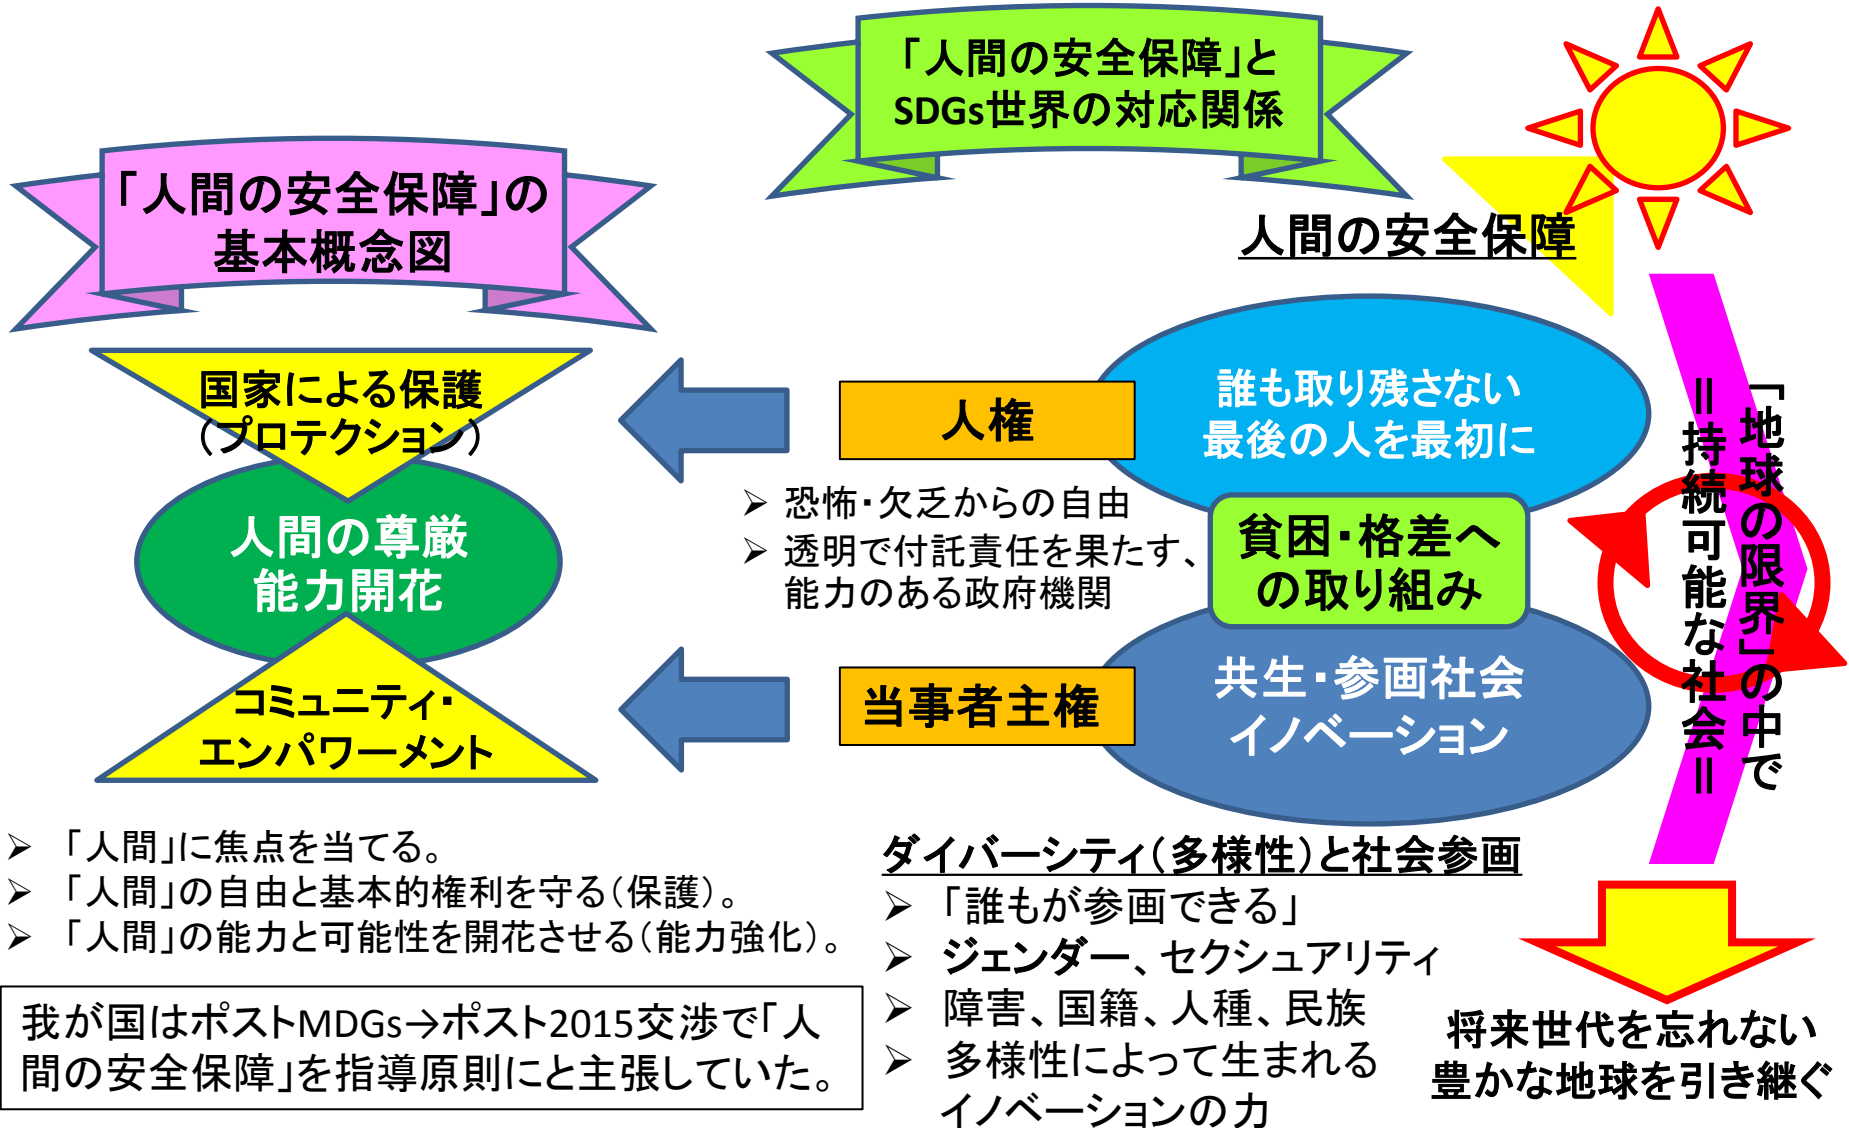 「人間の安全保障」と
SDGs世界の対応関係
「人間の安全保障」の
基本概念図
人間の安全保障
国家による保護
（プロテクション）
人間の尊厳
能力開花
コミュニティ・
エンパワーメント
人権
➢ 恐怖・欠乏からの自由
➢ 透明で付託責任を果たす、
能力のある政府機関
当事者主権
誰も取り残さない
最後の人を最初に
貧困・格差へ
の取り組み
共生・参画社会
イノベーション
「地球の限界」の中で
＝持続可能な社会＝
➢ 「人間」に焦点を当てる。
➢ 「人間」の自由と基本的権利を守る（保護）。
➢ 「人間」の能力と可能性を開花させる（能力強化）。
我が国はポストMDGs→ポスト2015交渉で「人
間の安全保障」を指導原則にと主張していた。
ダイバーシティ（多様性）と社会参画
➢ 「誰もが参画できる」
➢ ジェンダー、セクシュアリティ
➢ 障害、国籍、人種、民族
➢ 多様性によって生まれる
イノベーションの力
将来世代を忘れない
豊かな地球を引き継ぐ